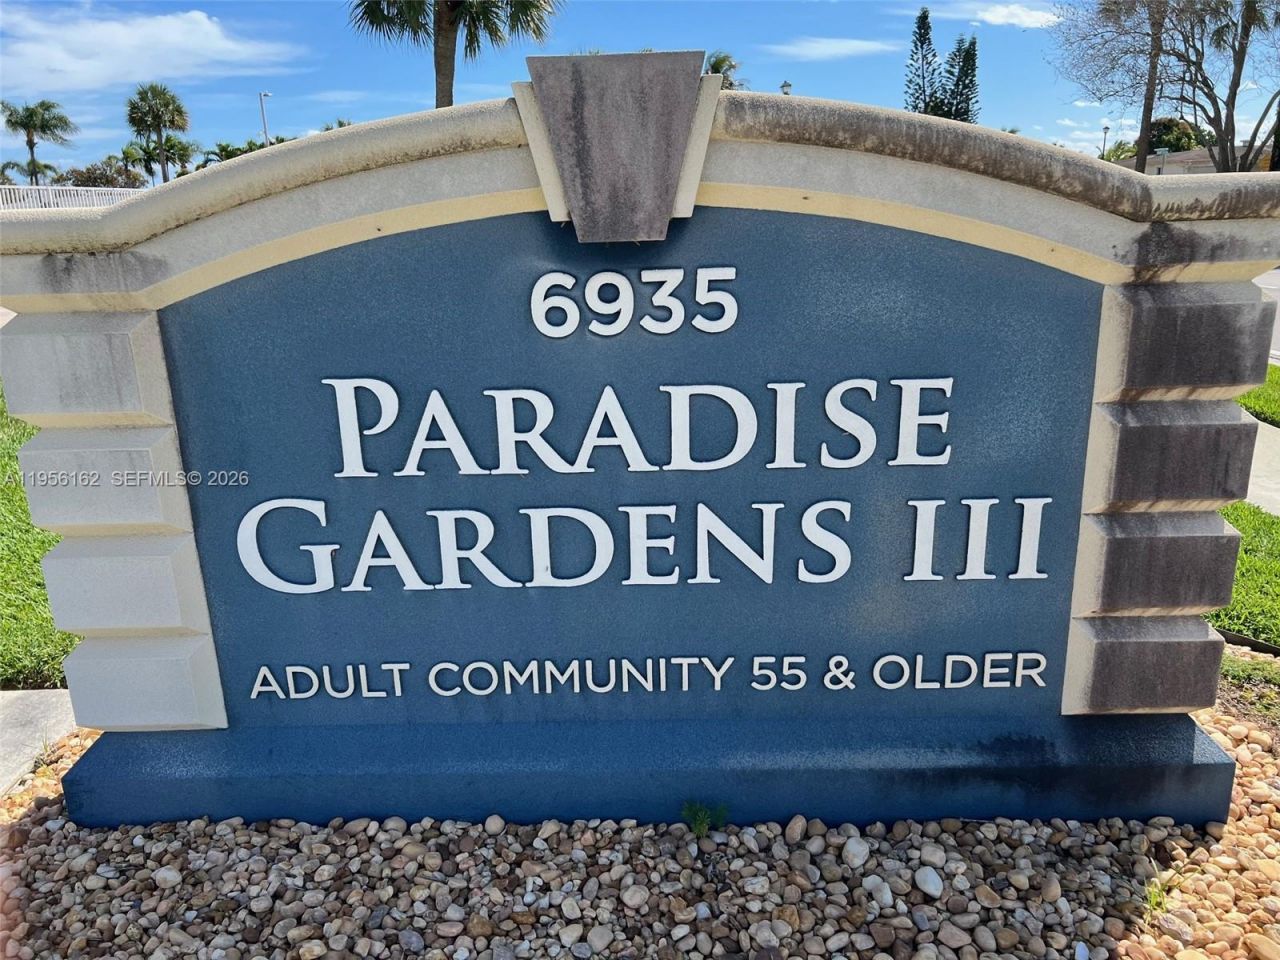 6935
PARADISE
GARDENS III
ADULT COMMUNITY 55 & OLDER
A11956162 SEFMLS© 2026